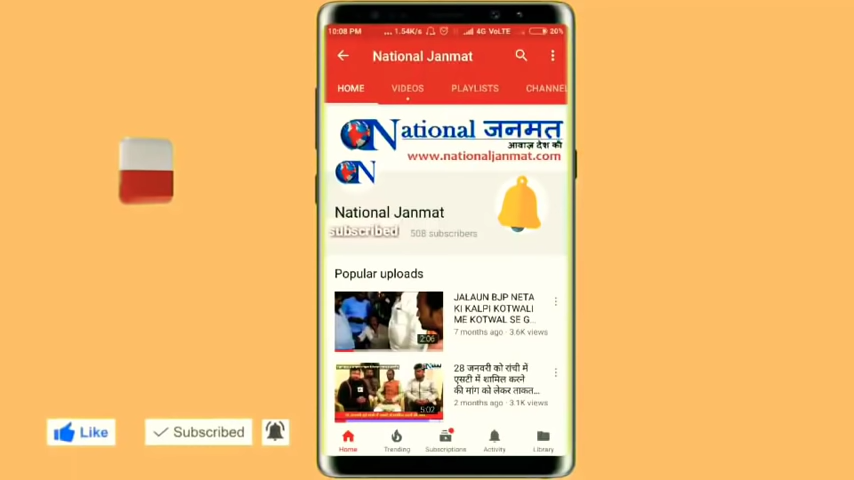 10:08 PM ... 1.54K/s 4G VoLTE 20%
National Janmat
HOME VIDEOS PLAYLISTS CHANNEL
National जनमत
आवाज़ देश की
www.nationaljanmat.com
N
National Janmat
subscribed 508 subscribers
Popular uploads
JALAUN BJP NETA
KI KALPI KOTWALI
ME KOTWAL SE G...
7 months ago · 3.6K views
2:06
28 जनवरी को रांची में
एसटी में शामिल करने
की मांग को लेकर ताकत...
2 months ago · 3.1K views
5:07
Home Trending Subscriptions Activity Library
Like Subscribed